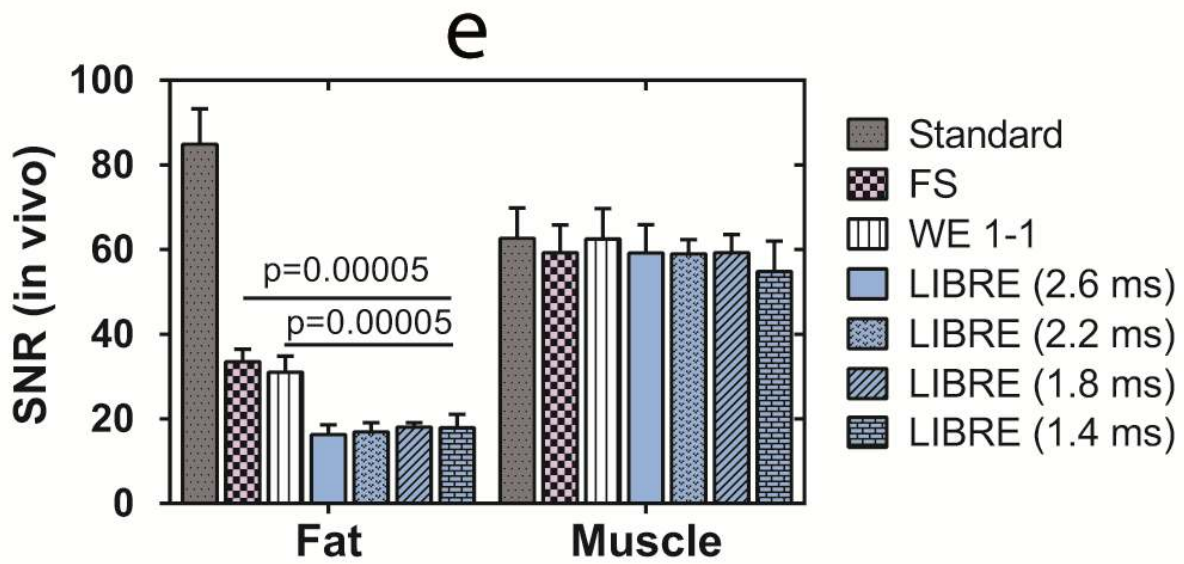 e
SNR (in vivo)
100
80
60
40
20
0
p=0.00005
p=0.00005
Fat
Muscle
Standard
FS
WE 1-1
LIBRE (2.6 ms)
LIBRE (2.2 ms)
LIBRE (1.8 ms)
LIBRE (1.4 ms)